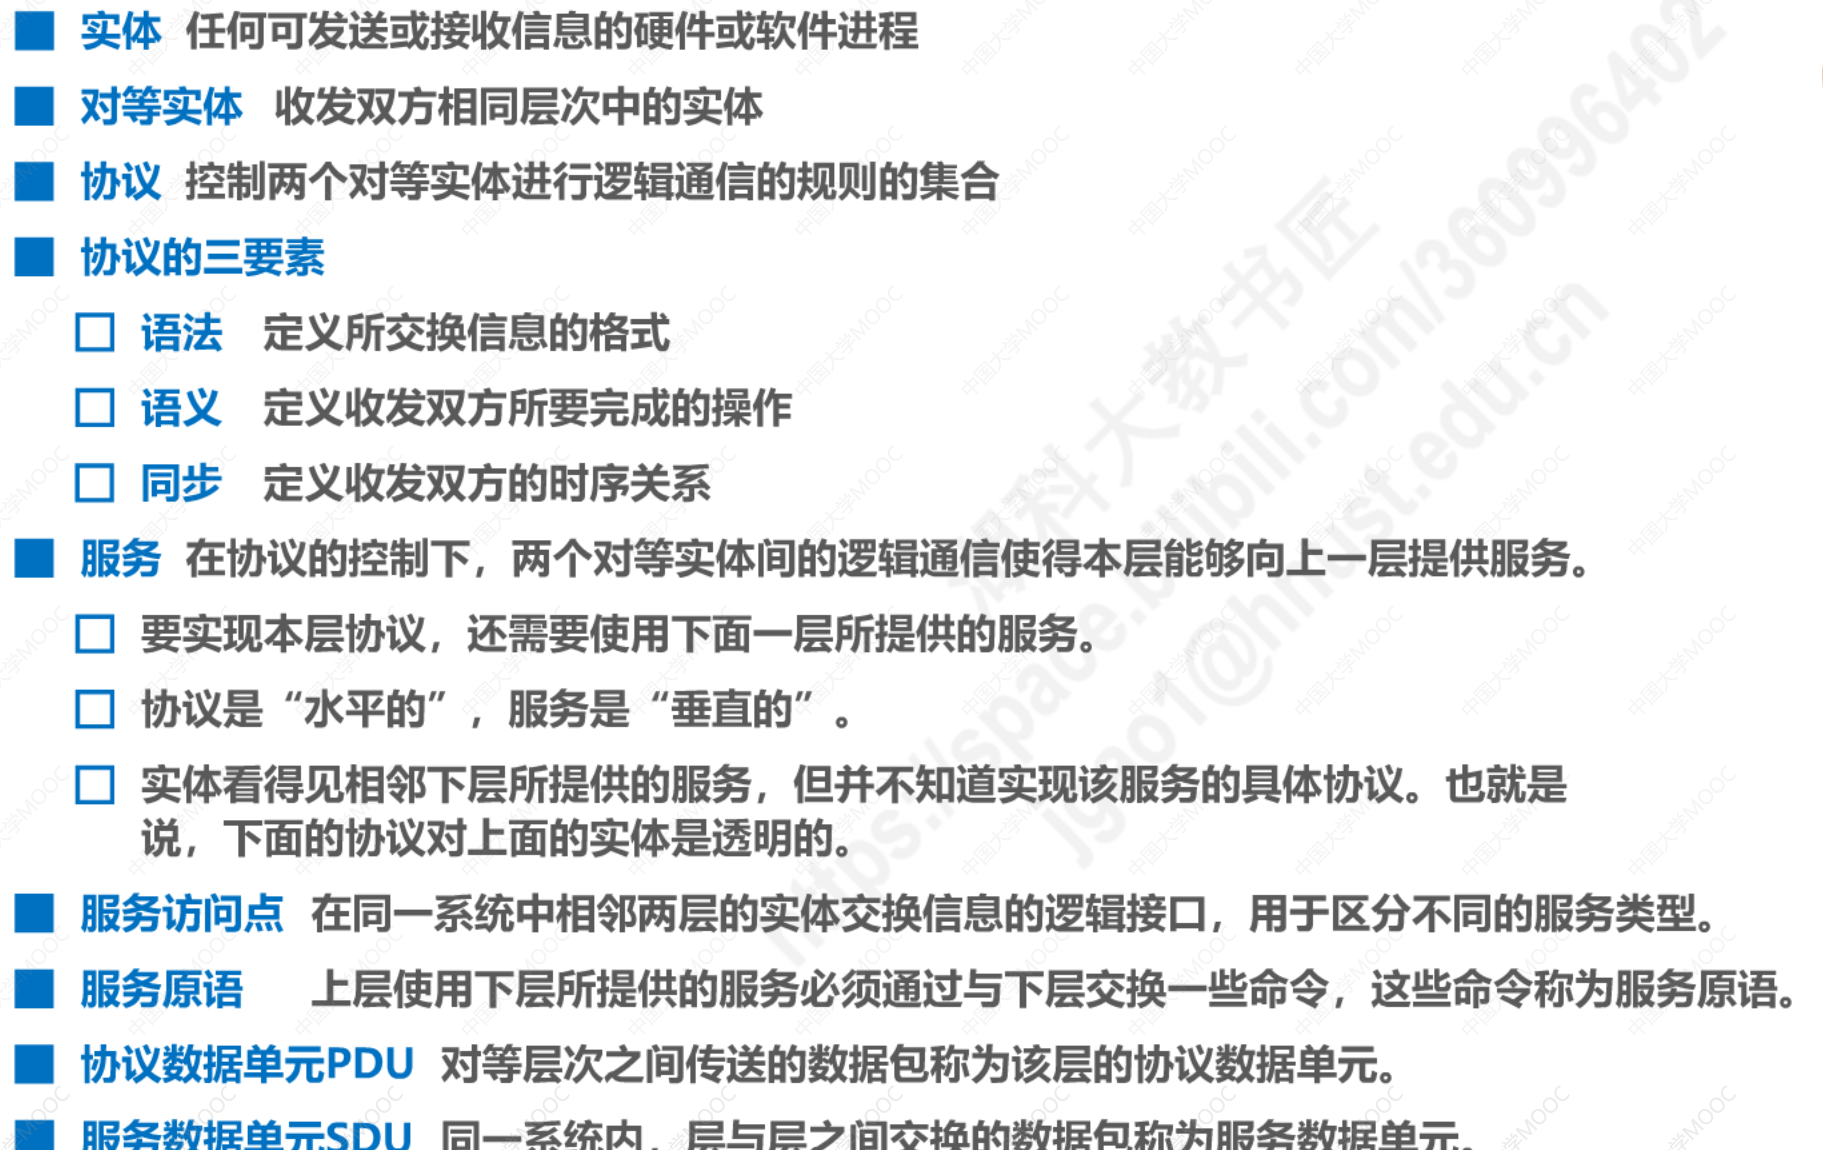 实体 任何可发送或接收信息的硬件或软件进程
对等实体 收发双方相同层次中的实体
协议 控制两个对等实体进行逻辑通信的规则的集合
协议的三要素
语法 定义所交换信息的格式
语义 定义收发双方所要完成的操作
同步 定义收发双方的时序关系
服务 在协议的控制下，两个对等实体间的逻辑通信使得本层能够向上一层提供服务。
要实现本层协议，还需要使用下面一层所提供的服务。
协议是“水平的”，服务是“垂直的”。
实体看得见相邻下层所提供的服务，但并不知道实现该服务的具体协议。也就是
说，下面的协议对上面的实体是透明的。
服务访问点 在同一系统中相邻两层的实体交换信息的逻辑接口，用于区分不同的服务类型。
服务原语 上层使用下层所提供的服务必须通过与下层交换一些命令，这些命令称为服务原语。
协议数据单元PDU 对等层次之间传送的数据包称为该层的协议数据单元。
服务数据单元SDU 同一系统内，层与层之间交换的数据包称为服务数据单元。
湖科大教书匠
https://space.bilibili.com/360996402
jgao1@hnust.edu.cn
中国大学MOOC